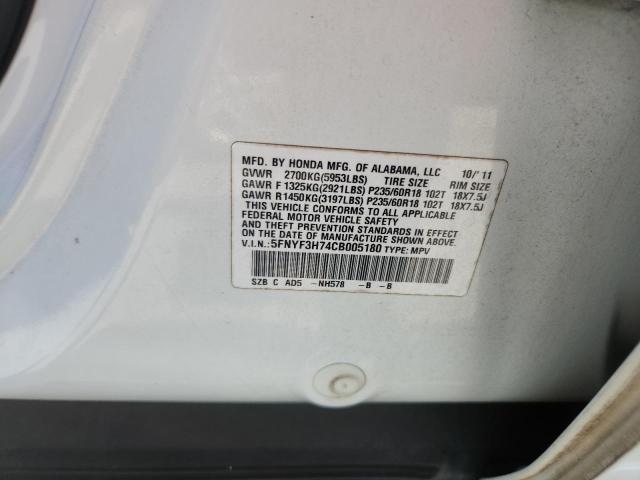 MFD. BY HONDA MFG. OF ALABAMA, LLC 10/'11
GVWR 2700KG(5953LBS) TIRE SIZE RIM SIZE
GAWR F 1325KG(2921LBS) P235/60R18 102T 18X7.5J
GAWR R 1450KG(3197LBS) P235/60R18 102T 18X7.5J
THIS VEHICLE CONFORMS TO ALL APPLICABLE
FEDERAL MOTOR VEHICLE SAFETY
AND THEFT PREVENTION STANDARDS IN EFFECT
ON THE DATE OF MANUFACTURE SHOWN ABOVE.
V.I.N.: 5FNYF3H74CB005180 TYPE: MPV
SZB C AD5 -NH578 -B -B